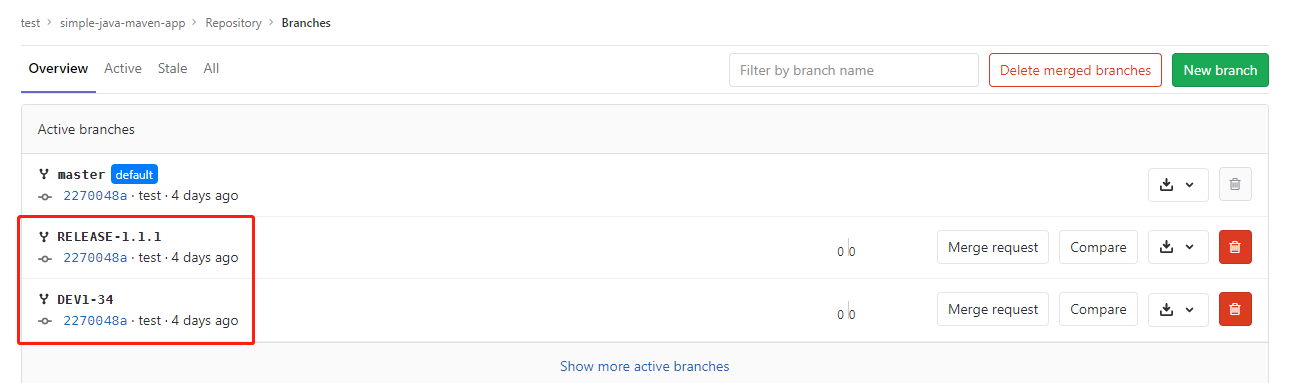 test > simple-java-maven-app > Repository > Branches
Overview Active Stale All Filter by branch name Delete merged branches New branch
Active branches
master default
2270048a · test · 4 days ago
RELEASE-1.1.1
2270048a · test · 4 days ago 0 0 Merge request Compare
DEV1-34
2270048a · test · 4 days ago 0 0 Merge request Compare
Show more active branches